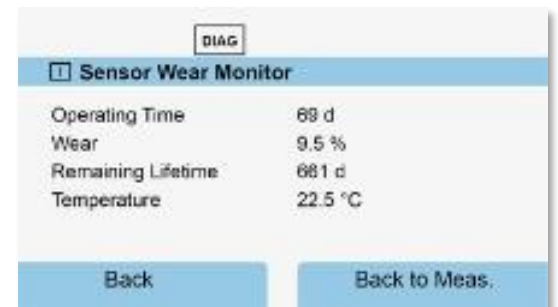 DIAG
Sensor Wear Monitor
Operating Time 69 d
Wear 9.5 %
Remaining Lifetime 661 d
Temperature 22.5 °C
Back Back to Meas.